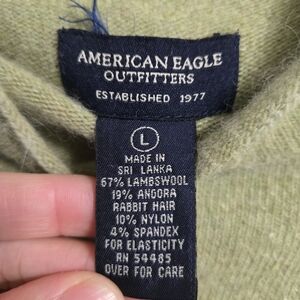 AMERICAN EAGLE
OUTFITTERS
ESTABLISHED 1977
L
MADE IN
SRI LANKA
67% LAMBSWOOL
19% ANGORA
RABBIT HAIR
10% NYLON
4% SPANDEX
FOR ELASTICITY
RN 54485
OVER FOR CARE